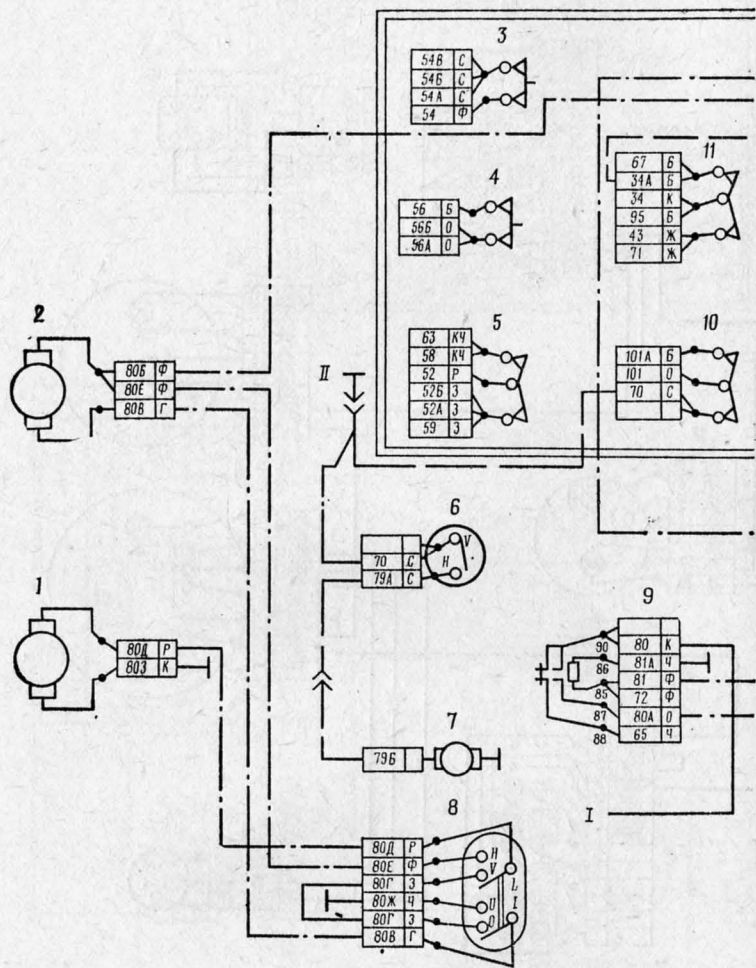 3
54В С
54Б С
54А С
54 Ф
4
56 Б
56Б О
56А О
11
67 Б
34А Б
34 К
95 Б
43 Ж
71 Ж
2
80Б Ф
80Е Ф
80В Г
II
5
63 КЧ
58 КЧ
52 Р
52Б З
52А З
59 З
10
101А Б
101 О
70 С
6
70 С
79А С
V
H
1
80Д Р
80З К
9
80 К
81А Ч
81 Ф
72 Ф
80А О
65 Ч
90
86
85
87
88
7
79Б
I
8
80Д Р
80Е Ф
80Г З
80Ж Ч
80Г З
80В Г
H
V
L
I
U
O